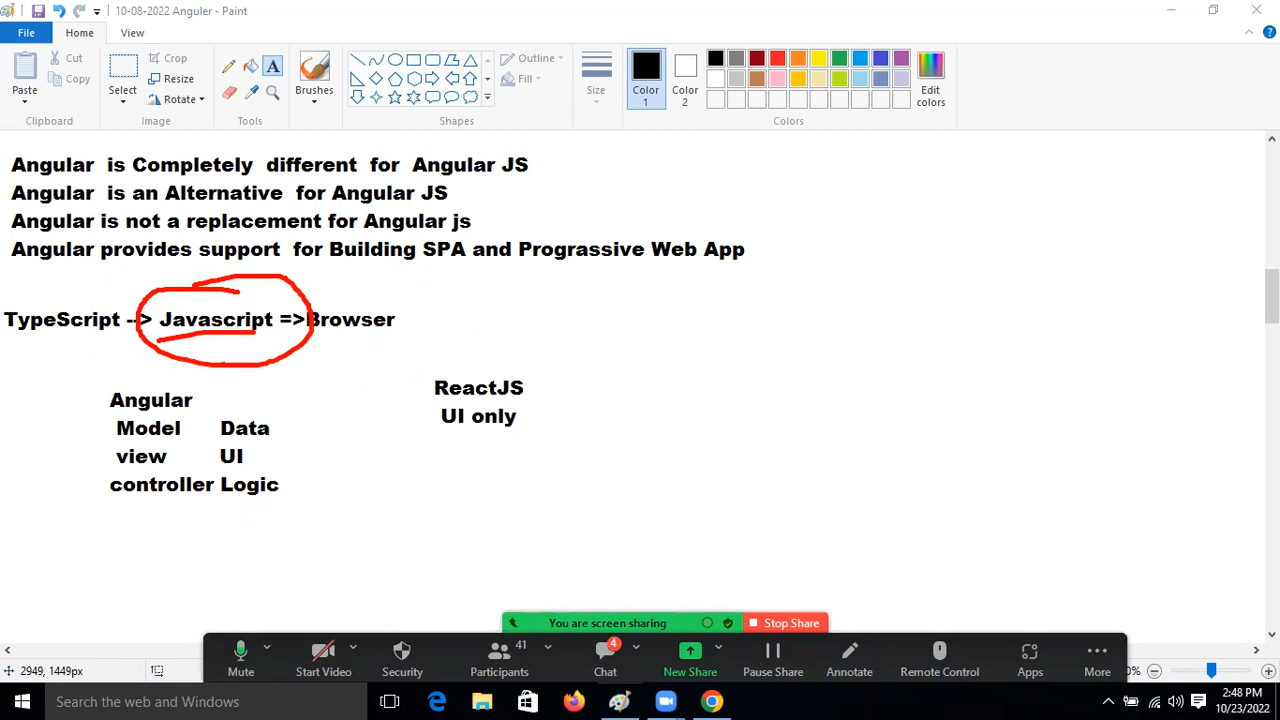 10-08-2022 Anguler - Paint
File Home View
Paste
Cut
Copy
Clipboard
Select
Crop
Resize
Rotate
Image
A
Tools
Brushes
Outline
Fill
Shapes
Size
Color 1
Color 2
Edit colors
Colors
Angular is Completely different for Angular JS
Angular is an Alternative for Angular JS
Angular is not a replacement for Angular js
Angular provides support for Building SPA and Prograssive Web App
TypeScript --> Javascript =>Browser
Angular
Model Data
view UI
controller Logic
ReactJS
UI only
You are screen sharing Stop Share
4
41
Mute Start Video Security Participants Chat New Share Pause Share Annotate Remote Control Apps More
2949, 1449px
0%
Search the web and Windows
2:48 PM
10/23/2022